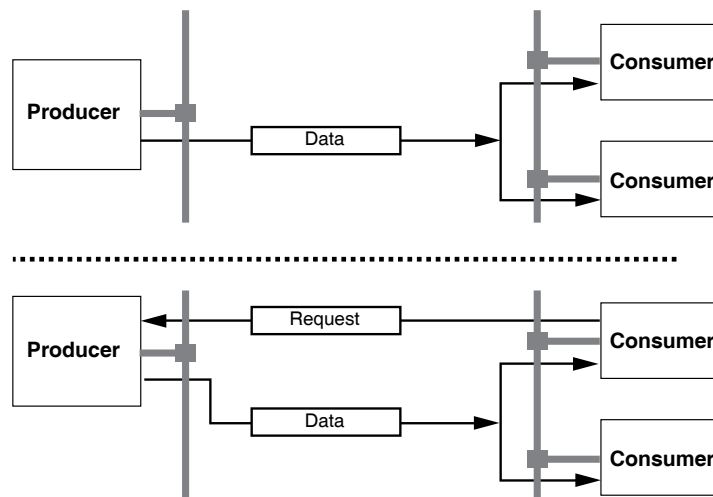 Consumer
Producer
Data
Consumer
Request
Producer
Consumer
Data
Consumer